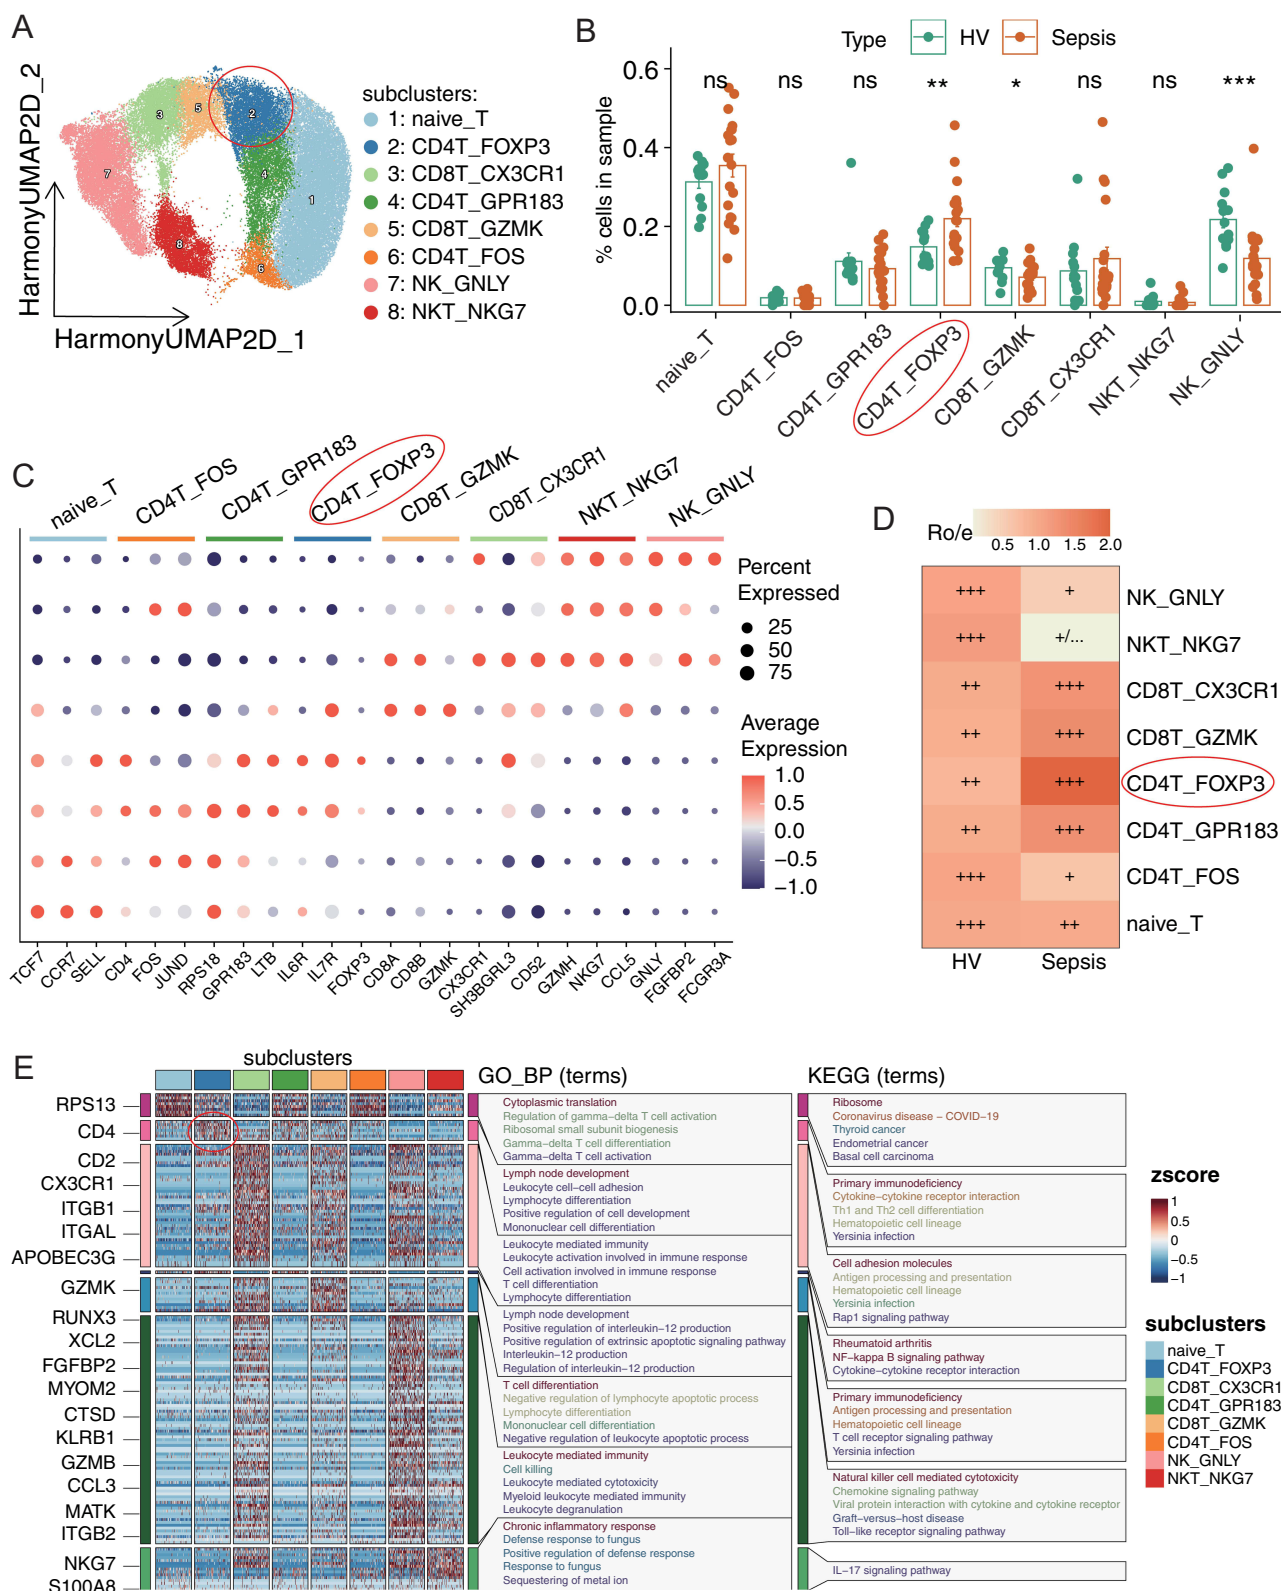 A
HarmonyUMAP2D_2
HarmonyUMAP2D_1
1
2
3
4
5
6
7
8
subclusters:
1: naive_T
2: CD4T_FOXP3
3: CD8T_CX3CR1
4: CD4T_GPR183
5: CD8T_GZMK
6: CD4T_FOS
7: NK_GNLY
8: NKT_NKG7
B
Type HV Sepsis
% cells in sample
0.6
0.4
0.2
0.0
ns ns ns ** * ns ns ***
naive_T
CD4T_FOS
CD4T_GPR183
CD4T_FOXP3
CD8T_GZMK
CD8T_CX3CR1
NKT_NKG7
NK_GNLY
C
naive_T
CD4T_FOS
CD4T_GPR183
CD4T_FOXP3
CD8T_GZMK
CD8T_CX3CR1
NKT_NKG7
NK_GNLY
Percent
Expressed
25
50
75
Average
Expression
1.0
0.5
0.0
−0.5
−1.0
TCF7
CCR7
SELL
CD4
FOS
JUND
RPS18
GPR183
LTB
IL6R
IL7R
FOXP3
CD8A
CD8B
GZMK
CX3CR1
SH3BGRL3
CD52
GZMH
NKG7
CCL5
GNLY
FGFBP2
FCGR3A
D
Ro/e
0.5 1.0 1.5 2.0
+++ + NK_GNLY
+++ +/... NKT_NKG7
++ +++ CD8T_CX3CR1
++ +++ CD8T_GZMK
++ +++ CD4T_FOXP3
++ +++ CD4T_GPR183
+++ + CD4T_FOS
+++ ++ naive_T
HV Sepsis
E
subclusters
RPS13
CD4
CD2
CX3CR1
ITGB1
ITGAL
APOBEC3G
GZMK
RUNX3
XCL2
FGFBP2
MYOM2
CTSD
KLRB1
GZMB
CCL3
MATK
ITGB2
NKG7
S100A8
GO_BP (terms)
Cytoplasmic translation
Regulation of gamma−delta T cell activation
Ribosomal small subunit biogenesis
Gamma−delta T cell differentiation
Gamma−delta T cell activation
Lymph node development
Leukocyte cell−cell adhesion
Lymphocyte differentiation
Positive regulation of cell development
Mononuclear cell differentiation
Leukocyte mediated immunity
Leukocyte activation involved in immune response
Cell activation involved in immune response
T cell differentiation
Lymphocyte differentiation
Lymph node development
Positive regulation of interleukin−12 production
Positive regulation of extrinsic apoptotic signaling pathway
Interleukin−12 production
Regulation of interleukin−12 production
T cell differentiation
Negative regulation of lymphocyte apoptotic process
Lymphocyte differentiation
Mononuclear cell differentiation
Negative regulation of leukocyte apoptotic process
Leukocyte mediated immunity
Cell killing
Leukocyte mediated cytotoxicity
Myeloid leukocyte mediated immunity
Leukocyte degranulation
Chronic inflammatory response
Defense response to fungus
Positive regulation of defense response
Response to fungus
Sequestering of metal ion
KEGG (terms)
Ribosome
Coronavirus disease − COVID−19
Thyroid cancer
Endometrial cancer
Basal cell carcinoma
Primary immunodeficiency
Cytokine−cytokine receptor interaction
Th1 and Th2 cell differentiation
Hematopoietic cell lineage
Yersinia infection
Cell adhesion molecules
Antigen processing and presentation
Hematopoietic cell lineage
Yersinia infection
Rap1 signaling pathway
Rheumatoid arthritis
NF−kappa B signaling pathway
Cytokine−cytokine receptor interaction
Primary immunodeficiency
Antigen processing and presentation
Hematopoietic cell lineage
T cell receptor signaling pathway
Yersinia infection
Natural killer cell mediated cytotoxicity
Chemokine signaling pathway
Viral protein interaction with cytokine and cytokine receptor
Graft−versus−host disease
Toll−like receptor signaling pathway
IL−17 signaling pathway
zscore
1
0.5
0
−0.5
−1
subclusters
naive_T
CD4T_FOXP3
CD8T_CX3CR1
CD4T_GPR183
CD8T_GZMK
CD4T_FOS
NK_GNLY
NKT_NKG7